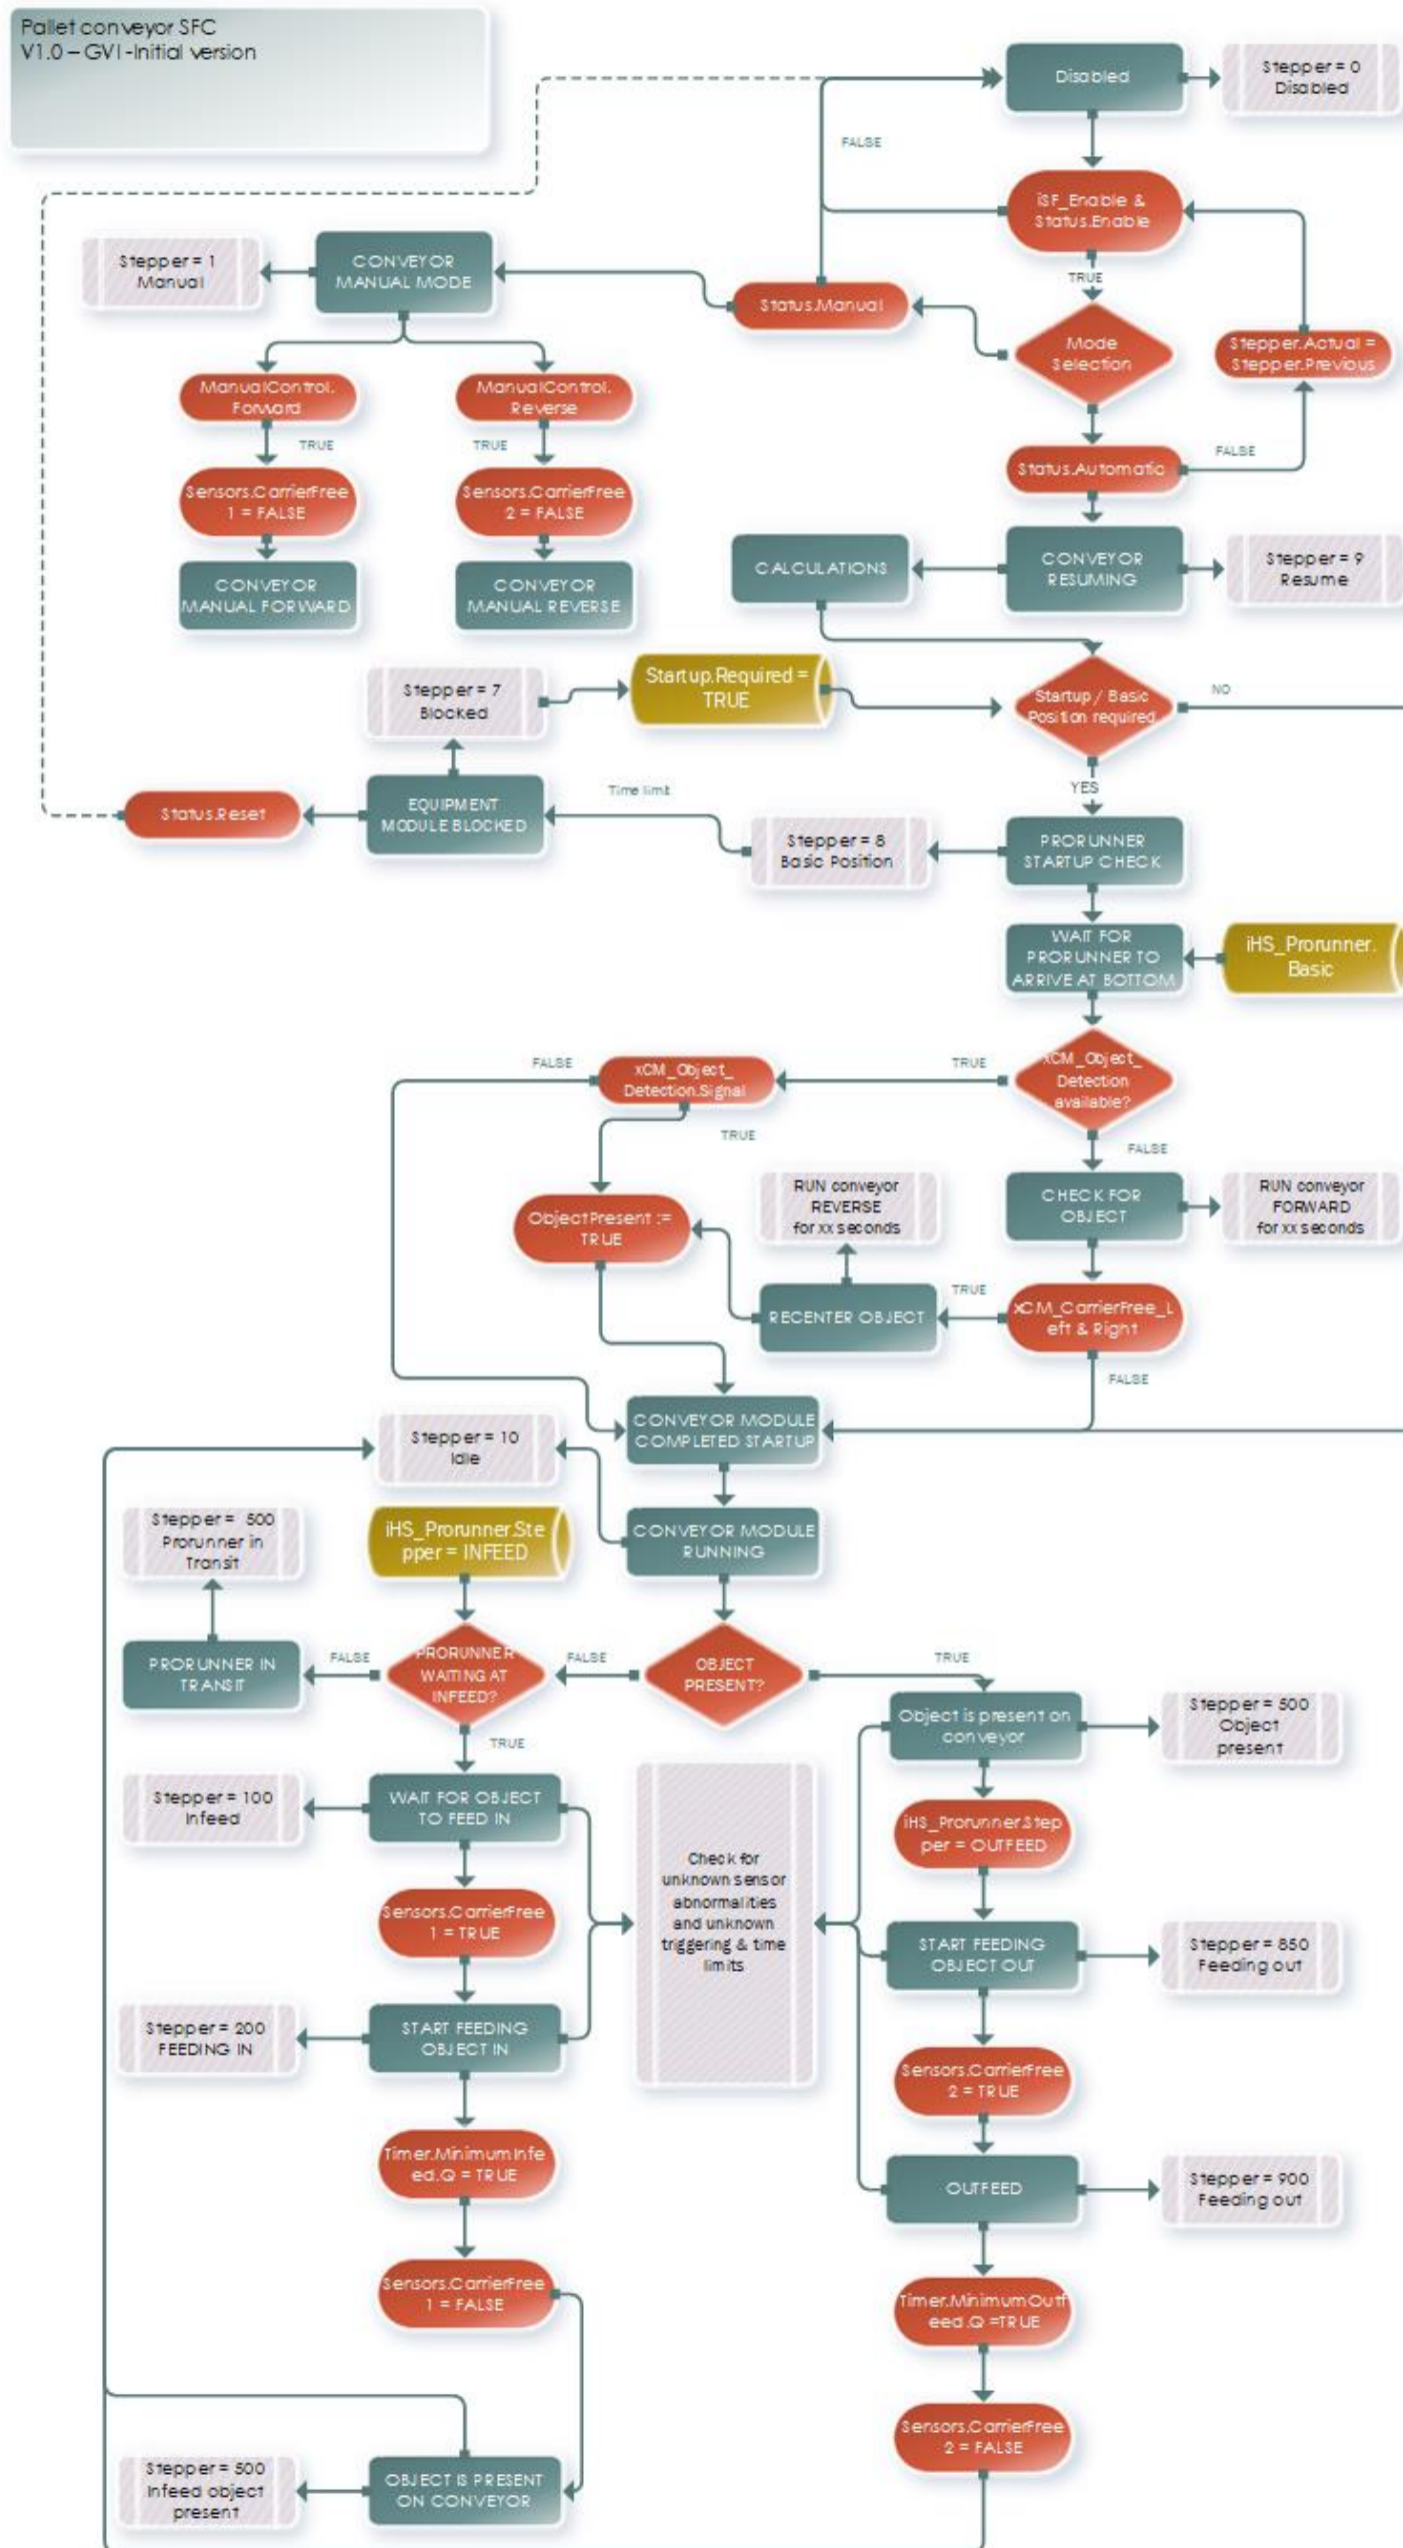 Pallet conveyor SFC
V1.0 – GVI - Initial version
Disabled
Stepper = 0
Disabled
FALSE
iSF_Enable &
Status.Enable
TRUE
Stepper = 1
Manual
CONVEYOR
MANUAL MODE
Status.Manual
Mode
Selection
Stepper.Actual =
Stepper.Previous
ManualControl.
Forward
ManualControl.
Reverse
TRUE
TRUE
Status.Automatic
FALSE
Sensors.CarrierFree
1 = FALSE
Sensors.CarrierFree
2 = FALSE
CONVEYOR
MANUAL FORWARD
CONVEYOR
MANUAL REVERSE
CALCULATIONS
CONVEYOR
RESUMING
Stepper = 9
Resume
Stepper = 7
Blocked
Startup.Required =
TRUE
Startup / Basic
Position required
NO
YES
Status.Reset
EQUIPMENT
MODULE BLOCKED
Time limit
Stepper = 8
Basic Position
PRORUNNER
STARTUP CHECK
WAIT FOR
PRORUNNER TO
ARRIVE AT BOTTOM
iHS_Prorunner.
Basic
FALSE
xCM_Object_
Detection.Signal
TRUE
xCM_Object_
Detection
available?
TRUE
FALSE
ObjectPresent :=
TRUE
RUN conveyor
REVERSE
for xx seconds
CHECK FOR
OBJECT
RUN conveyor
FORWARD
for xx seconds
RECENTER OBJECT
TRUE
xCM_CarrierFree_L
eft & Right
FALSE
CONVEYOR MODULE
COMPLETED STARTUP
Stepper = 10
Idle
Stepper = 500
Prorunner in
Transit
iHS_Prorunner.Ste
pper = INFEED
CONVEYOR MODULE
RUNNING
PRORUNNER IN
TRANSIT
FALSE
PRORUNNER
WAITING AT
INFEED?
FALSE
OBJECT
PRESENT?
TRUE
TRUE
Object is present on
conveyor
Stepper = 500
Object
present
Stepper = 100
Infeed
WAIT FOR OBJECT
TO FEED IN
iHS_Prorunner.Step
per = OUTFEED
Check for
unknown sensor
abnormalities
and unknown
triggering & time
limits
Sensors.CarrierFree
1 = TRUE
START FEEDING
OBJECT OUT
Stepper = 850
Feeding out
Stepper = 200
FEEDING IN
START FEEDING
OBJECT IN
Sensors.CarrierFree
2 = TRUE
Timer.MinimumInfe
ed.Q = TRUE
OUTFEED
Stepper = 900
Feeding out
Sensors.CarrierFree
1 = FALSE
Timer.MinimumOutf
eed.Q =TRUE
Sensors.CarrierFree
2 = FALSE
Stepper = 500
Infeed object
present
OBJECT IS PRESENT
ON CONVEYOR